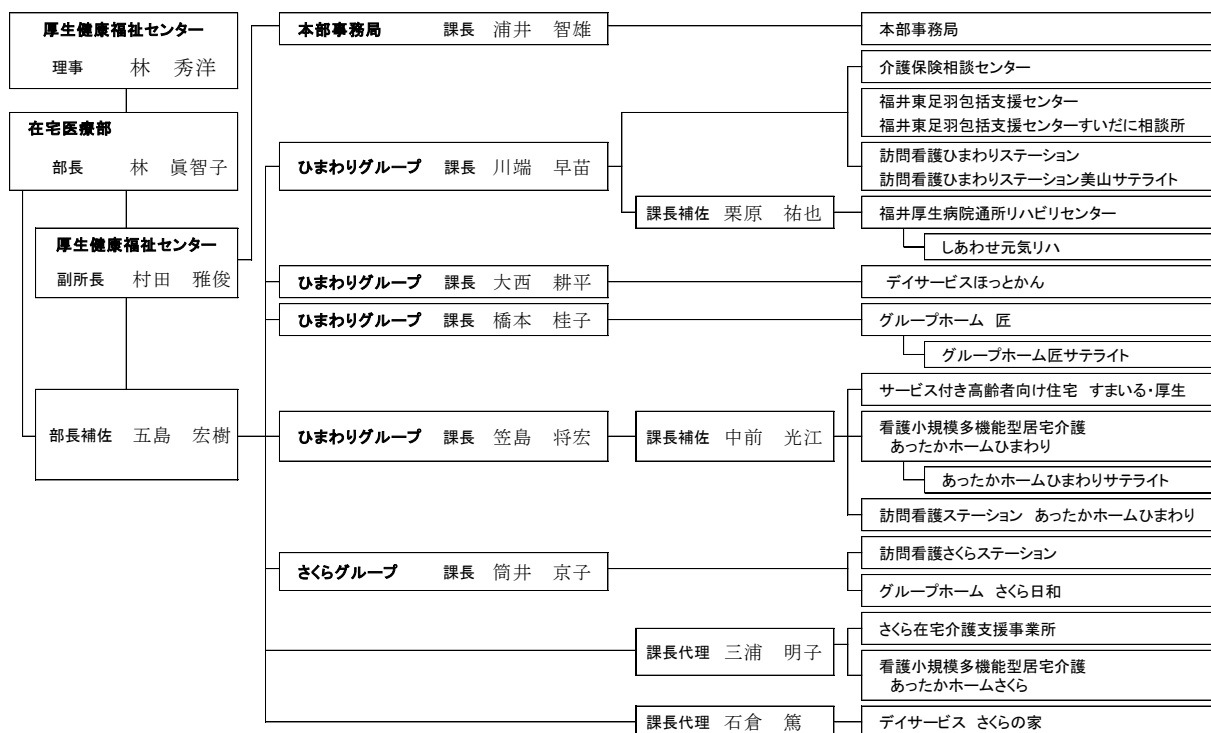 厚生健康福祉センター
理事 林 秀洋
在宅医療部
部長 林 眞智子
厚生健康福祉センター
副所長 村田 雅俊
部長補佐 五島 宏樹
本部事務局 課長 浦井 智雄
本部事務局
ひまわりグループ 課長 川端 早苗
介護保険相談センター
福井東足羽包括支援センター
福井東足羽包括支援センターすいだに相談所
訪問看護ひまわりステーション
訪問看護ひまわりステーション美山サテライト
課長補佐 栗原 祐也
福井厚生病院通所リハビリセンター
しあわせ元気リハ
ひまわりグループ 課長 大西 耕平
デイサービスほっとかん
ひまわりグループ 課長 橋本 桂子
グループホーム 匠
グループホーム匠サテライト
ひまわりグループ 課長 笠島 将宏
課長補佐 中前 光江
サービス付き高齢者向け住宅 すまいる・厚生
看護小規模多機能型居宅介護
あったかホームひまわり
あったかホームひまわりサテライト
訪問看護ステーション あったかホームひまわり
さくらグループ 課長 筒井 京子
訪問看護さくらステーション
グループホーム さくら日和
課長代理 三浦 明子
さくら在宅介護支援事業所
看護小規模多機能型居宅介護
あったかホームさくら
課長代理 石倉 篤
デイサービス さくらの家